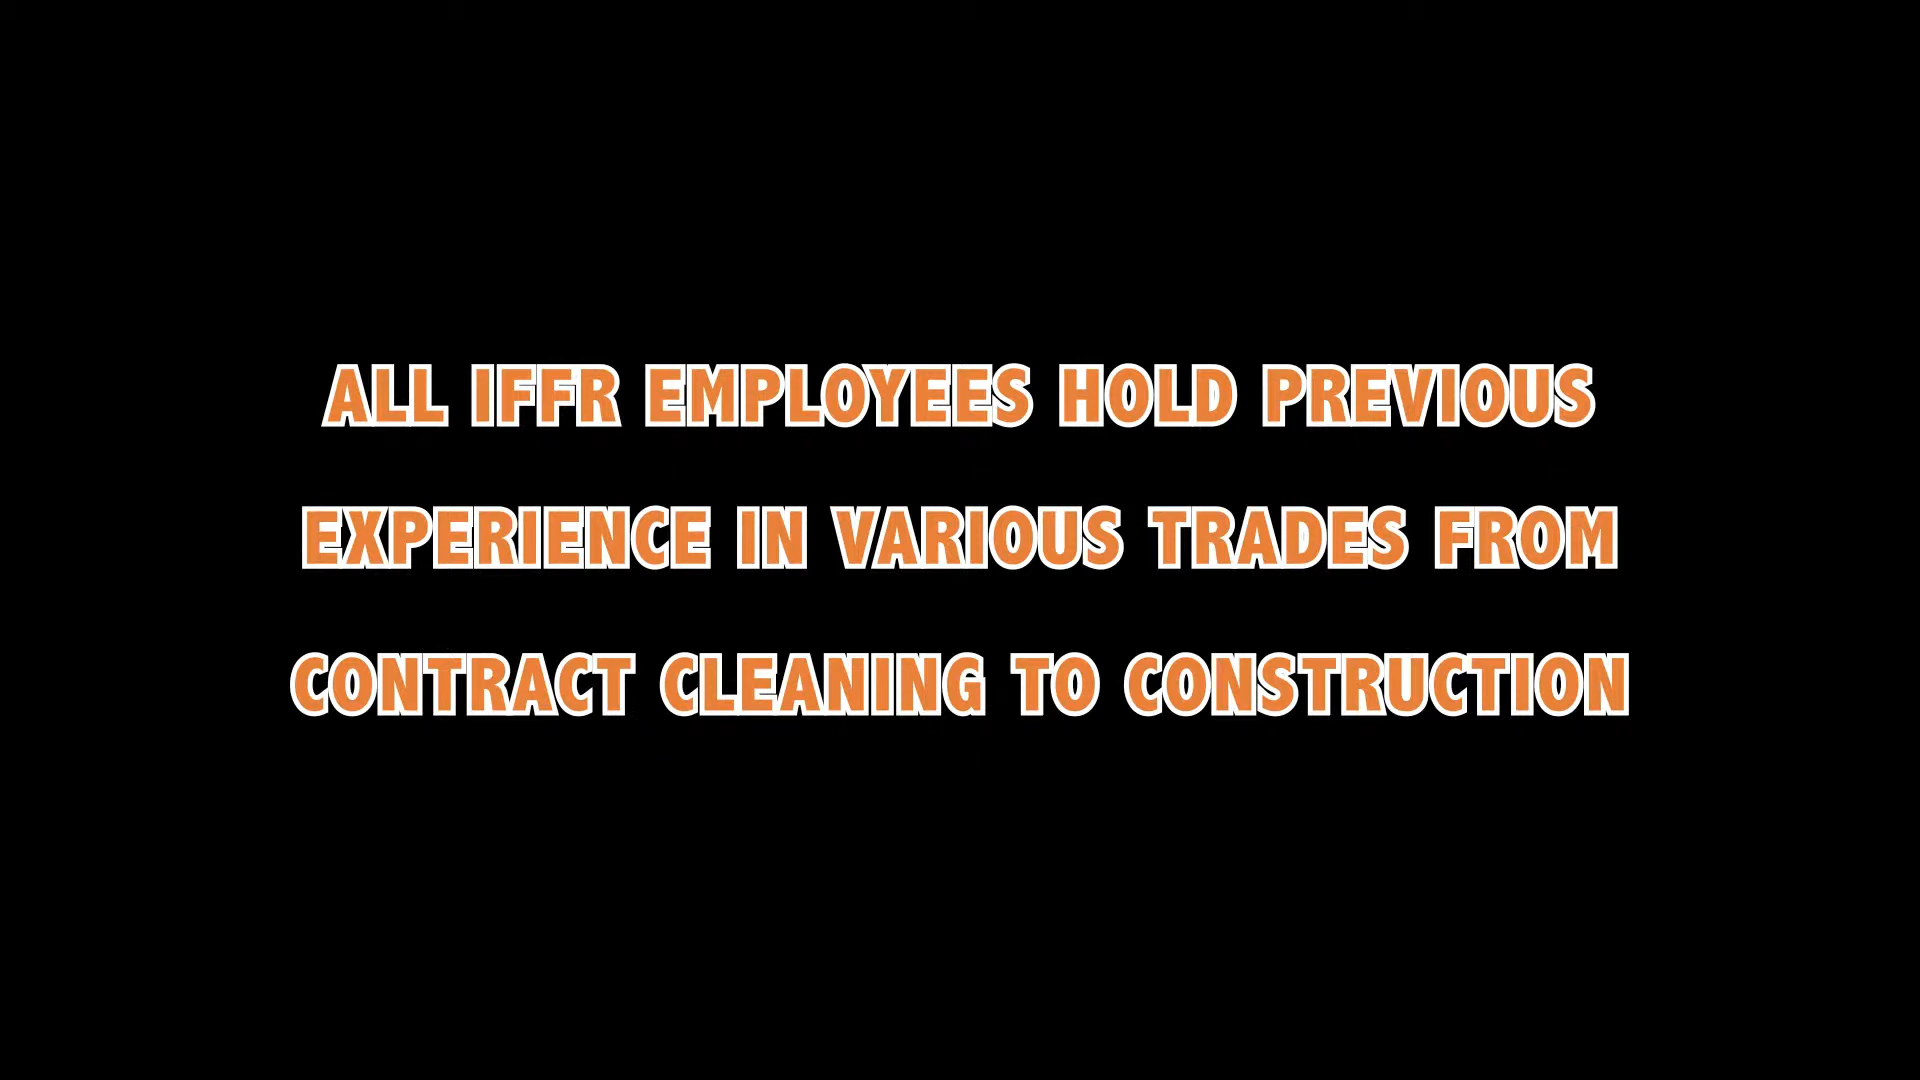 ALL IFFR EMPLOYEES HOLD PREVIOUS
EXPERIENCE IN VARIOUS TRADES FROM
CONTRACT CLEANING TO CONSTRUCTION